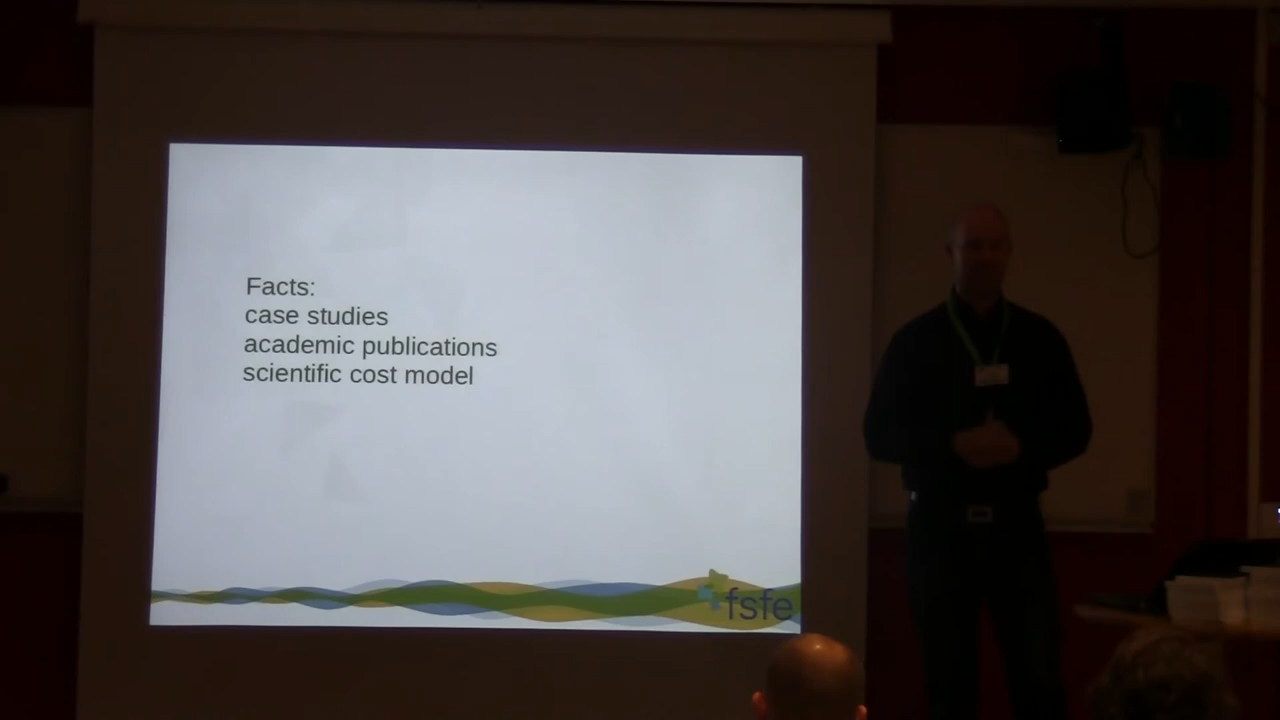 Facts:
case studies
academic publications
scientific cost model
fsfe